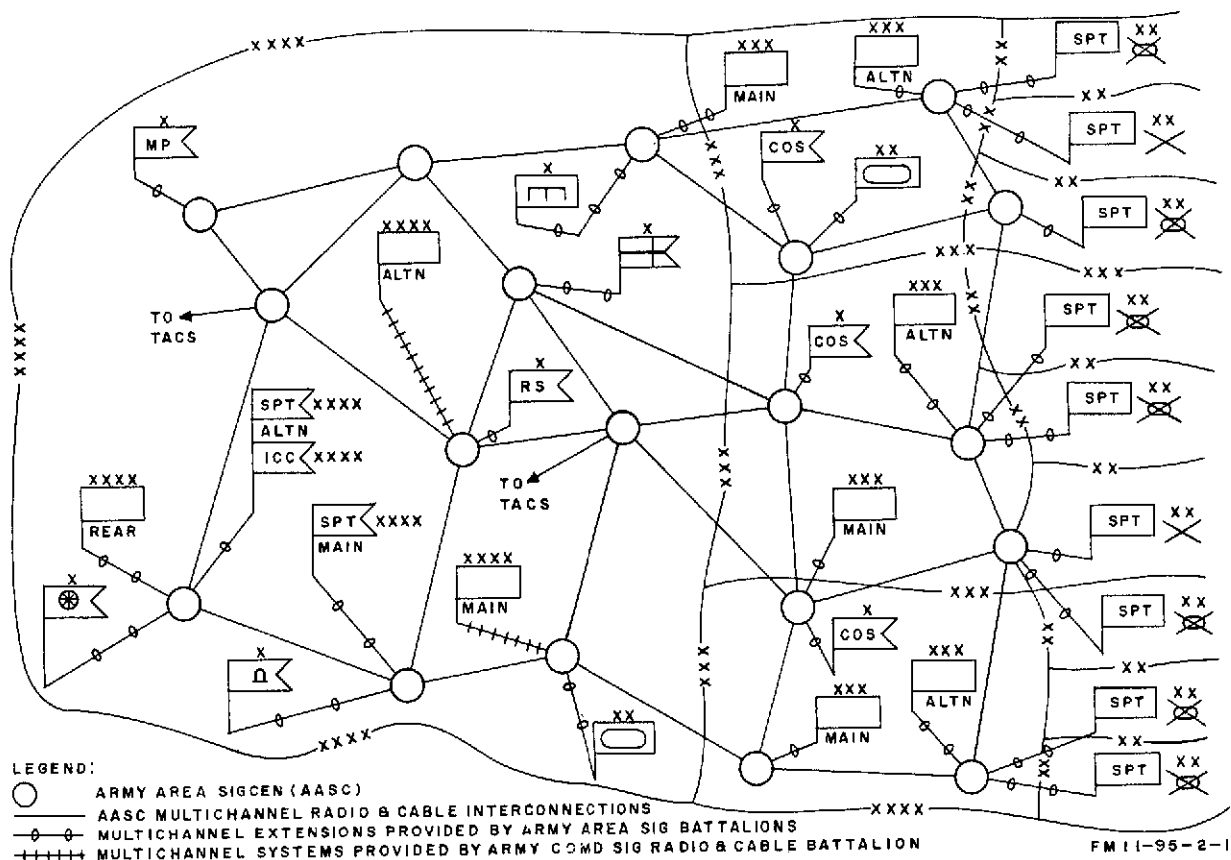 XXXX
XXX
MAIN
XXX
ALTN
XX
SPT
XX
XX
X
MP
XXX
X
COS
XX
SPT
XX
XX
X
XX
SPT
XX
XXXX
ALTN
X
XXX
XXX
TO
TACS
XXX
ALTN
XX
SPT
XX
XXXX
X
COS
XX
X
RS
SPT
XX
SPT XXXX
ALTN
ICC XXXX
XX
XXX
TO
TACS
XXXX
REAR
SPT XXXX
MAIN
XXX
MAIN
SPT
XX
XXXX
MAIN
XXX
X
X
COS
SPT
XX
XX
X
XXX
XXX
ALTN
XX
XXX
MAIN
SPT
XX
XX
XXXX
XX
SPT
XX
XX
XXXX
LEGEND:
ARMY AREA SIGCEN (AASC)
AASC MULTICHANNEL RADIO & CABLE INTERCONNECTIONS
MULTICHANNEL EXTENSIONS PROVIDED BY ARMY AREA SIG BATTALIONS
MULTICHANNEL SYSTEMS PROVIDED BY ARMY COMD SIG RADIO & CABLE BATTALION
FM11-95-2-1